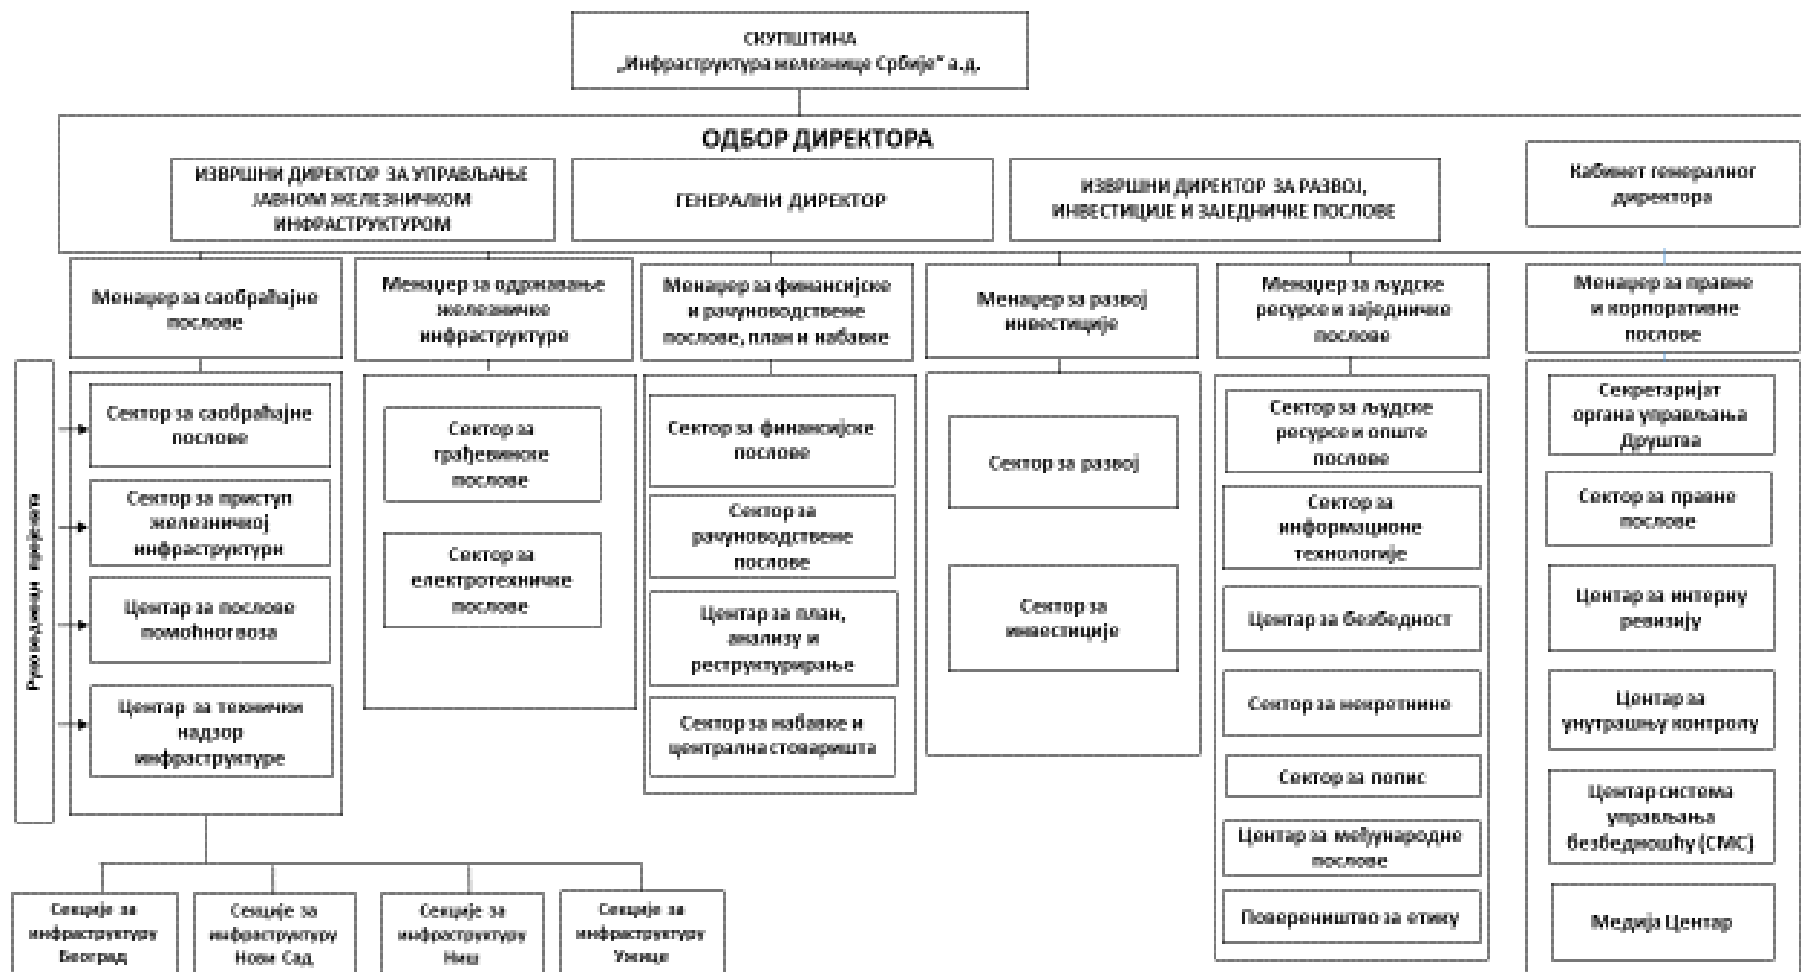 СКУПШТИНА
„Инфраструктура железнице Србије“ а.д.
ОДБОР ДИРЕКТОРА
ИЗВРШНИ ДИРЕКТОР ЗА УПРАВЉАЊЕ
ЈАВНОМ ЖЕЛЕЗНИЧКОМ
ИНФРАСТРУКТУРОМ
ГЕНЕРАЛНИ ДИРЕКТОР
ИЗВРШНИ ДИРЕКТОР ЗА РАЗВОЈ,
ИНВЕСТИЦИЈЕ И ЗАЈЕДНИЧКЕ ПОСЛОВЕ
Кабинет генералног
директора
Менаџер за саобраћајне
послове
Менаџер за одржавање
железничке
инфраструктуре
Менаџер за финансијске
и рачуноводствене
послове, план и набавке
Менаџер за развој
инвестиције
Менаџер за људске
ресурсе и заједничке
послове
Менаџер за правне
и корпоративне
послове
Руководиоци пројеката
Сектор за саобраћајне
послове
Сектор за приступ
железничкој
инфраструктури
Центар за послове
помоћног воза
Центар за технички
надзор
инфраструктуре
Сектор за
грађевинске
послове
Сектор за
електротехничке
послове
Сектор за финансијске
послове
Сектор за
рачуноводствене
послове
Центар за план,
анализу и
реструктурирање
Сектор за набавке и
централна стоваришта
Сектор за развој
Сектор за
инвестиције
Сектор за људске
ресурсе и опште
послове
Сектор за
информационе
технологије
Центар за безбедност
Сектор за некретнине
Сектор за попис
Центар за међународне
послове
Повереништво за етику
Секретаријат
органа управљања
Друштва
Сектор за правне
послове
Центар за интерну
ревизију
Центар за
унутрашњу контролу
Центар система
управљања
безбедношћу (СМС)
Медија Центар
Секције за
инфраструктуру
Београд
Секције за
инфраструктуру
Нови Сад
Секције за
инфраструктуру
Ниш
Секције за
инфраструктуру
Ужице